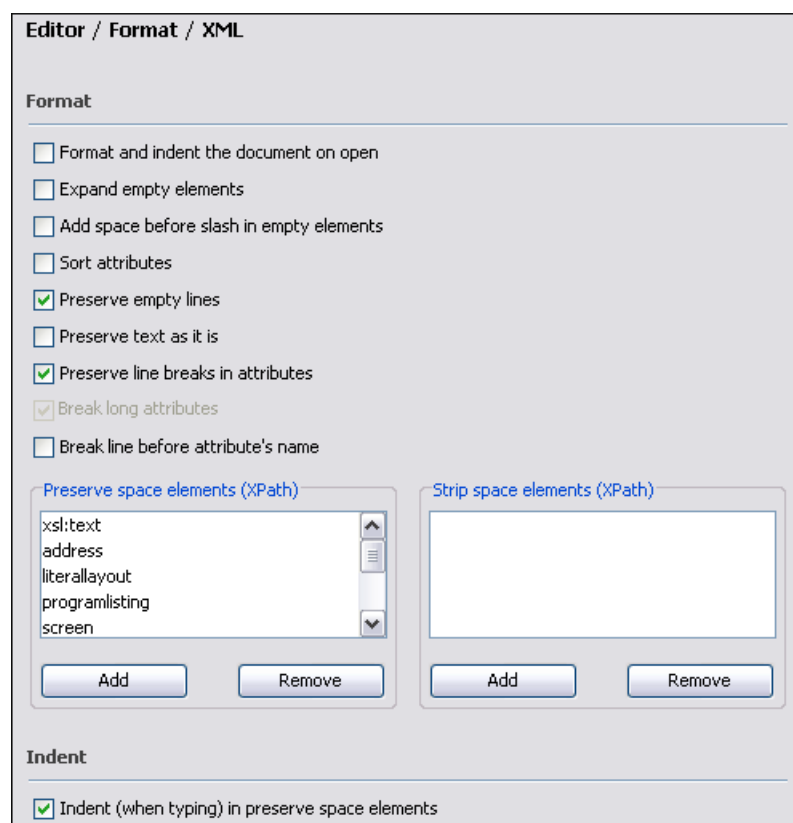 Editor / Format / XML
Format
Format and indent the document on open
Expand empty elements
Add space before slash in empty elements
Sort attributes
Preserve empty lines
Preserve text as it is
Preserve line breaks in attributes
Break long attributes
Break line before attribute's name
Preserve space elements (XPath)
xsl:text
address
literallayout
programlisting
screen
Add Remove
Strip space elements (XPath)
Add Remove
Indent
Indent (when typing) in preserve space elements